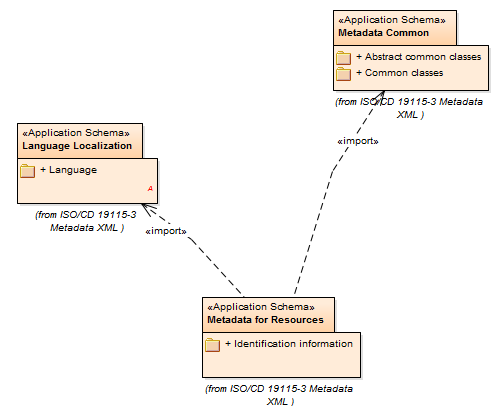 «Application Schema»
Metadata Common
+ Abstract common classes
+ Common classes
(from ISO/CD 19115-3 Metadata
XML )
«import»
«Application Schema»
Language Localization
+ Language
A
(from ISO/CD 19115-3
Metadata XML )
«import»
«Application Schema»
Metadata for Resources
+ Identification information
(from ISO/CD 19115-3 Metadata
XML )